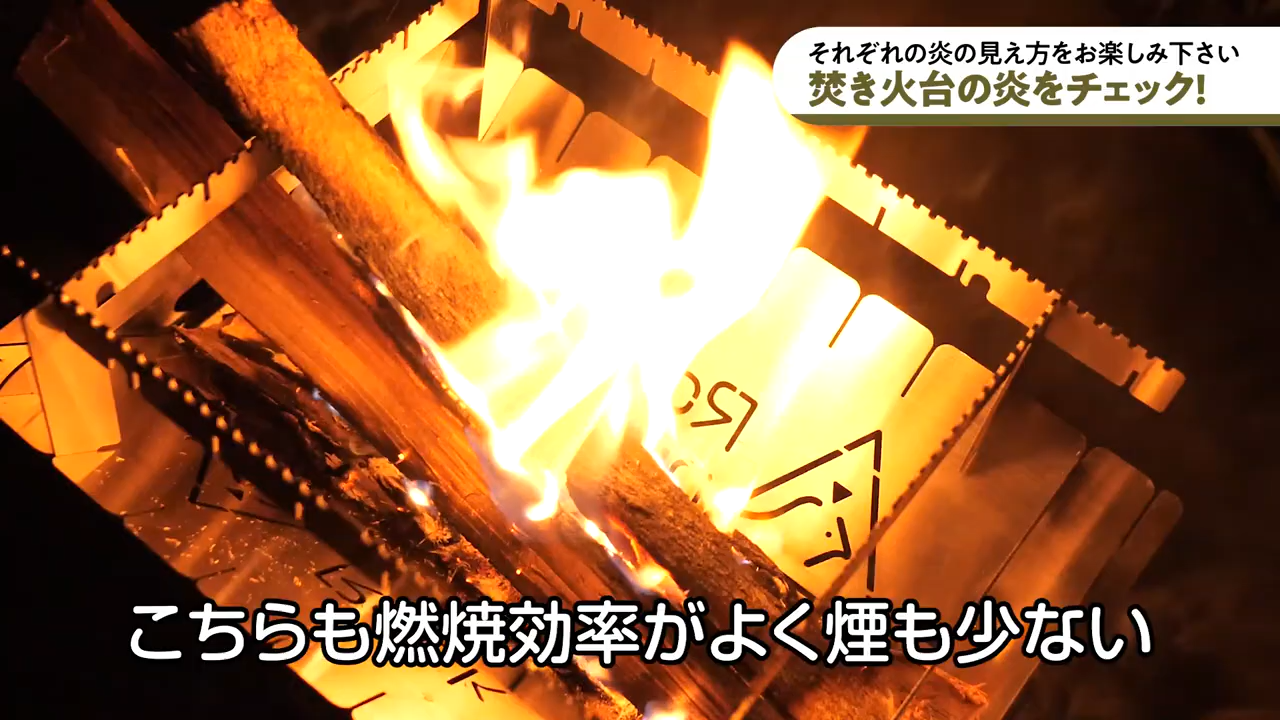 それぞれの炎の見え方をお楽しみ下さい
焚き火台の炎をチェック!
こちらも燃焼効率がよく煙も少ない